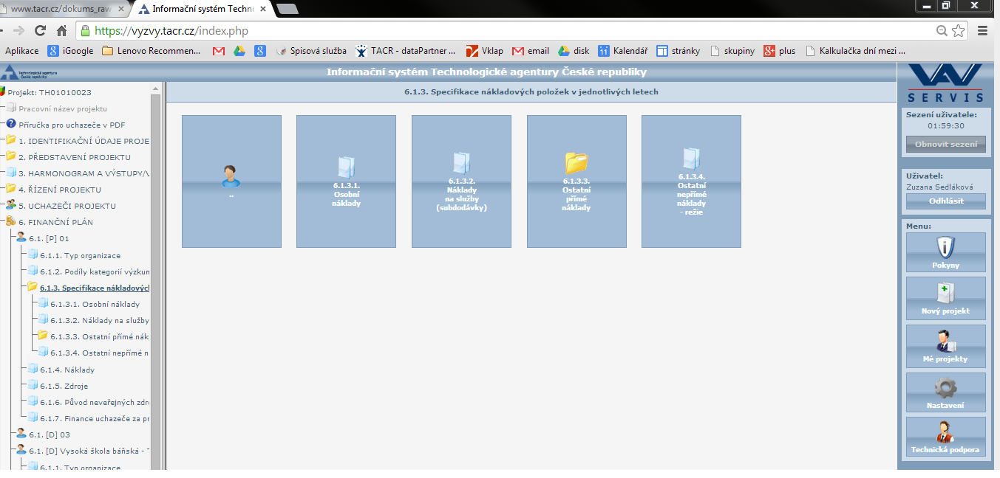 www.tacr.cz/dokums_raw
Informační systém Techno
https://vyzvy.tacr.cz/index.php
Aplikace
iGoogle
Lenovo Recommen...
Spisová služba
TACR - dataPartner ...
Vklap
email
disk
Kalendář
stránky
skupiny
plus
Kalkulačka dní mezi ...
Technologická agentura
České republiky
Informační systém Technologické agentury České republiky
Projekt: TH01010023
Pracovní název projektu
Příručka pro uchazeče v PDF
1. IDENTIFIKAČNÍ ÚDAJE PROJE
2. PŘEDSTAVENÍ PROJEKTU
3. HARMONOGRAM A VÝSTUPY/V
4. ŘÍZENÍ PROJEKTU
5. UCHAZEČI PROJEKTU
6. FINANČNÍ PLÁN
6.1. [P] 01
6.1.1. Typ organizace
6.1.2. Podíly kategorií výzkun
6.1.3. Specifikace nákladovýc
6.1.3.1. Osobní náklady
6.1.3.2. Náklady na služby
6.1.3.3. Ostatní přímé nák
6.1.3.4. Ostatní nepřímé n
6.1.4. Náklady
6.1.5. Zdroje
6.1.6. Původ neveřejných zdro
6.1.7. Finance uchazeče za pr
6.1. [D] 03
6.1. [D] Vysoká škola báňská - T
6.1.1. Typ organizace
6.1.3. Specifikace nákladových položek v jednotlivých letech
..
6.1.3.1.
Osobní
náklady
6.1.3.2.
Náklady
na služby
(subdodávky)
6.1.3.3.
Ostatní
přímé
náklady
6.1.3.4.
Ostatní
nepřímé
náklady
- režie
VAV
SERVIS
Sezení uživatele:
01:59:30
Obnovit sezení
Uživatel:
Zuzana Sedláková
Odhlásit
Menu:
Pokyny
Nový projekt
Mé projekty
Nastavení
Technická podpora